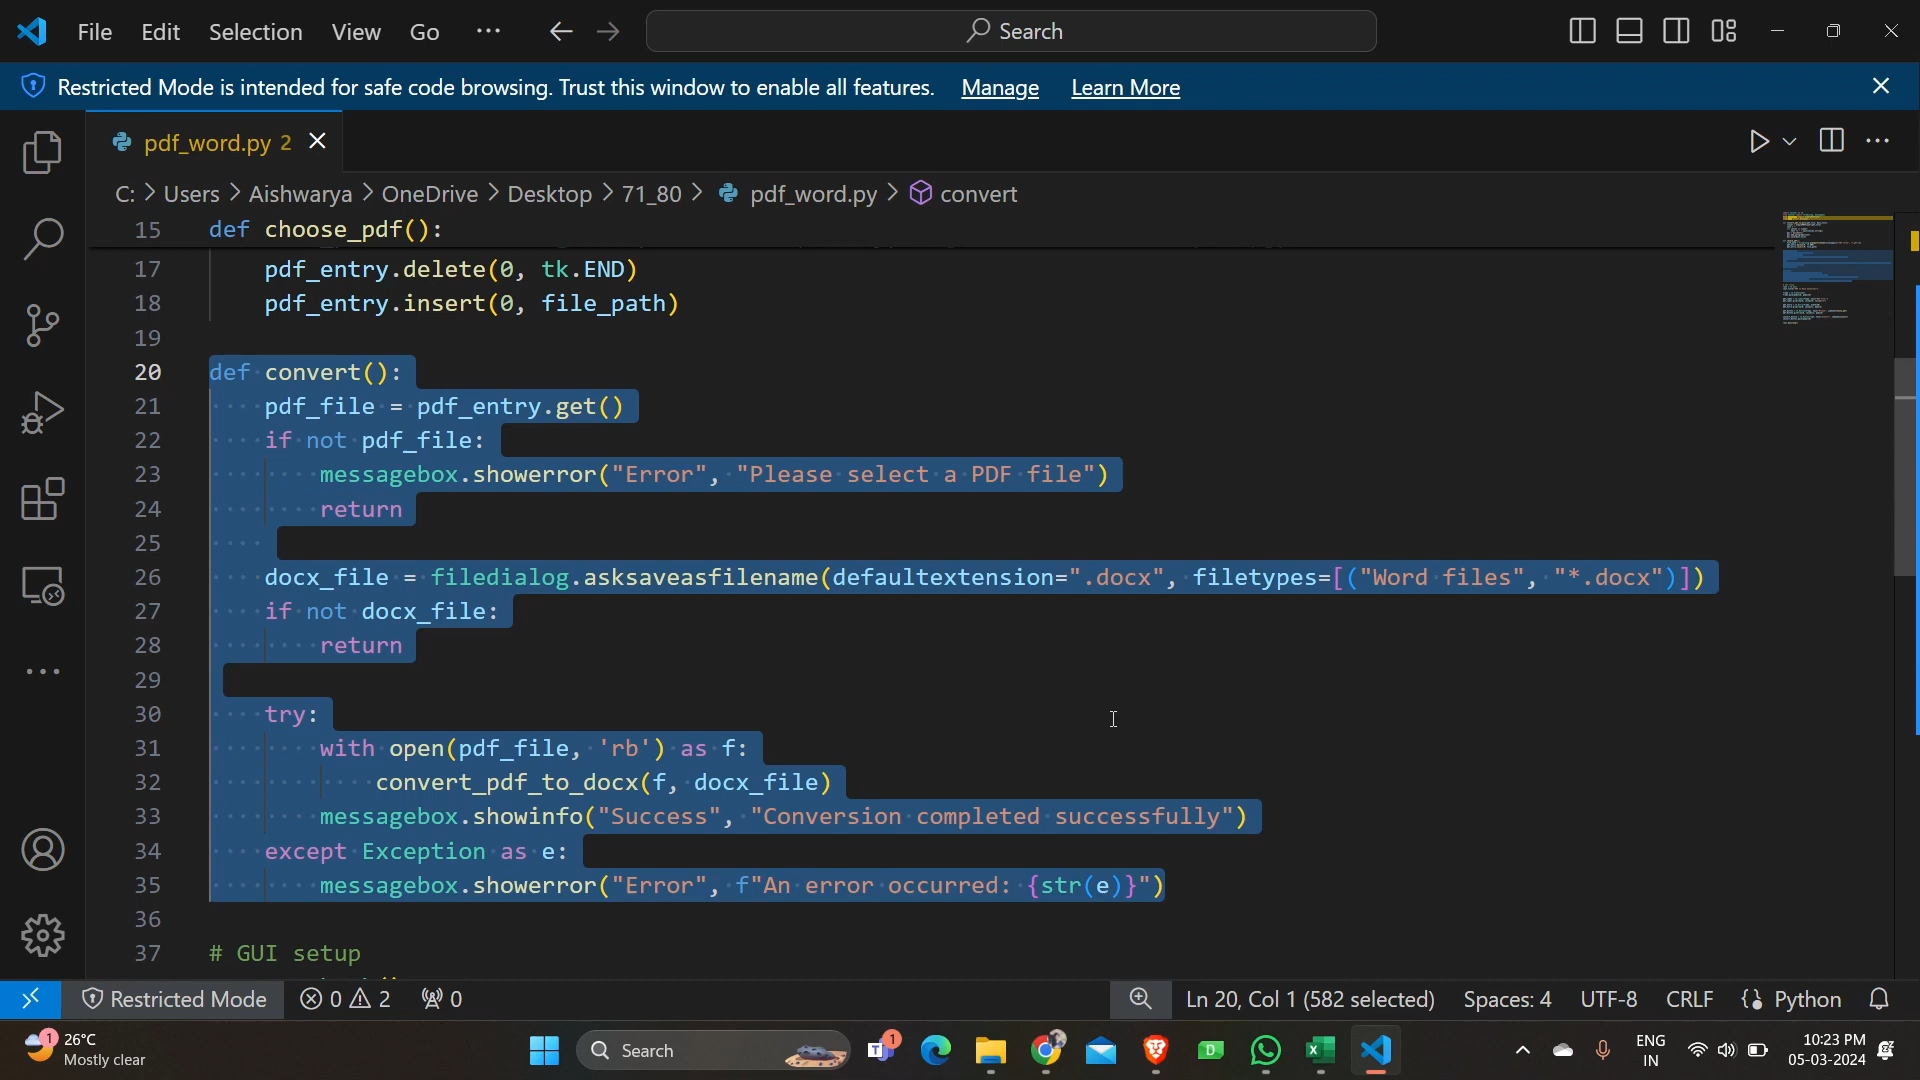 File Edit Selection View Go ··· Search
Restricted Mode is intended for safe code browsing. Trust this window to enable all features. Manage Learn More
pdf_word.py 2
C: > Users > Aishwarya > OneDrive > Desktop > 71_80 > pdf_word.py > convert
15 def choose_pdf():
17 pdf_entry.delete(0, tk.END)
18 pdf_entry.insert(0, file_path)
19
20 def convert():
21 pdf_file = pdf_entry.get()
22 if not pdf_file:
23 messagebox.showerror("Error", "Please select a PDF file")
24 return
25
26 docx_file = filedialog.asksaveasfilename(defaultextension=".docx", filetypes=[("Word files", "*.docx")])
27 if not docx_file:
28 return
29
30 try:
31 with open(pdf_file, 'rb') as f:
32 convert_pdf_to_docx(f, docx_file)
33 messagebox.showinfo("Success", "Conversion completed successfully")
34 except Exception as e:
35 messagebox.showerror("Error", f"An error occurred: {str(e)}")
36
37 # GUI setup
Restricted Mode 0 2 0 Ln 20, Col 1 (582 selected) Spaces: 4 UTF-8 CRLF Python
1 26°C Search 1 ENG 10:23 PM
Mostly clear IN 05-03-2024